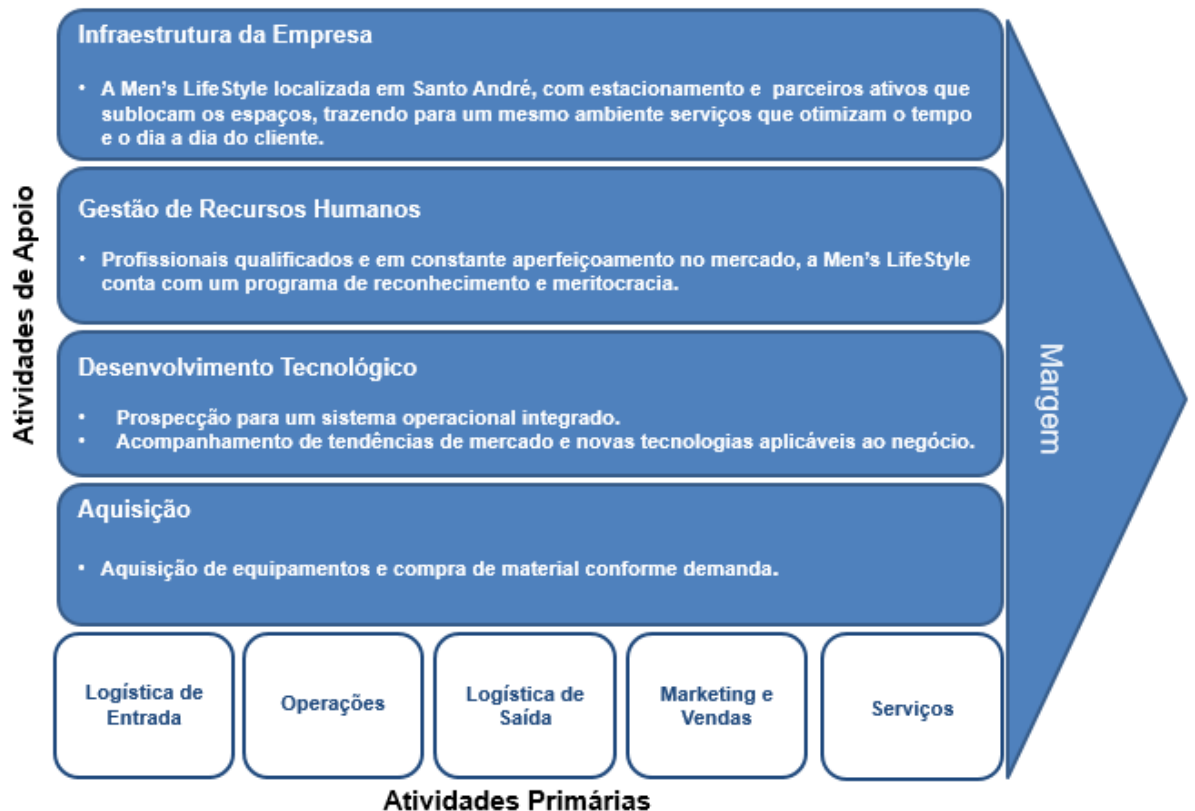 Infraestrutura da Empresa
• A Men’s LifeStyle localizada em Santo André, com estacionamento e parceiros ativos que
sublocam os espaços, trazendo para um mesmo ambiente serviços que otimizam o tempo
e o dia a dia do cliente.
Gestão de Recursos Humanos
• Profissionais qualificados e em constante aperfeiçoamento no mercado, a Men’s LifeStyle
conta com um programa de reconhecimento e meritocracia.
Desenvolvimento Tecnológico
• Prospecção para um sistema operacional integrado.
• Acompanhamento de tendências de mercado e novas tecnologias aplicáveis ao negócio.
Aquisição
• Aquisição de equipamentos e compra de material conforme demanda.
Atividades de Apoio
Margem
Logística de
Entrada
Operações
Logística de
Saída
Marketing e
Vendas
Serviços
Atividades Primárias